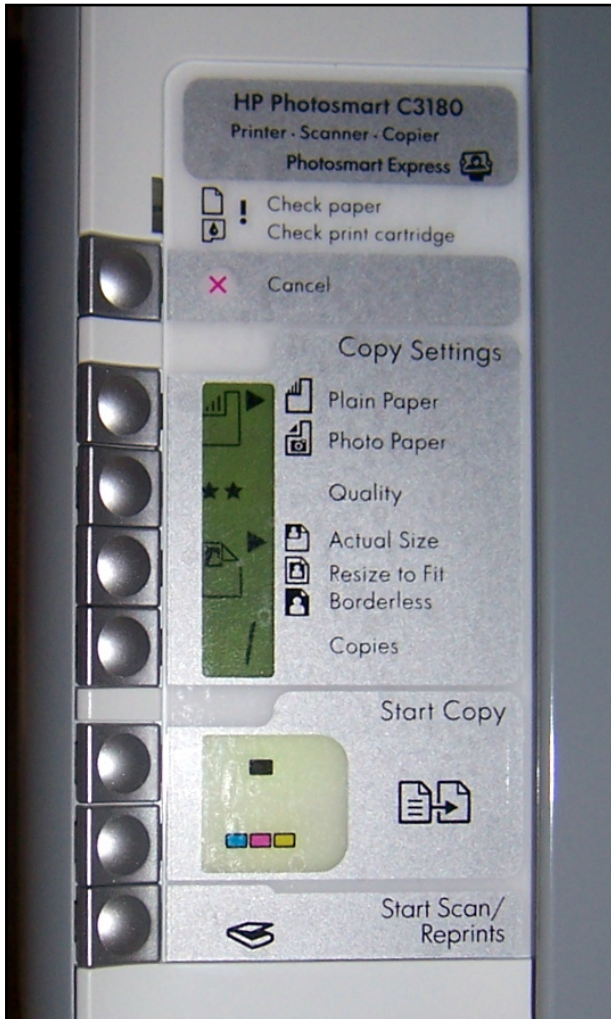 HP Photosmart C3180
Printer · Scanner · Copier
Photosmart Express
! Check paper
Check print cartridge
Cancel
Copy Settings
Plain Paper
Photo Paper
Quality
Actual Size
Resize to Fit
Borderless
1 Copies
Start Copy
Start Scan/
Reprints